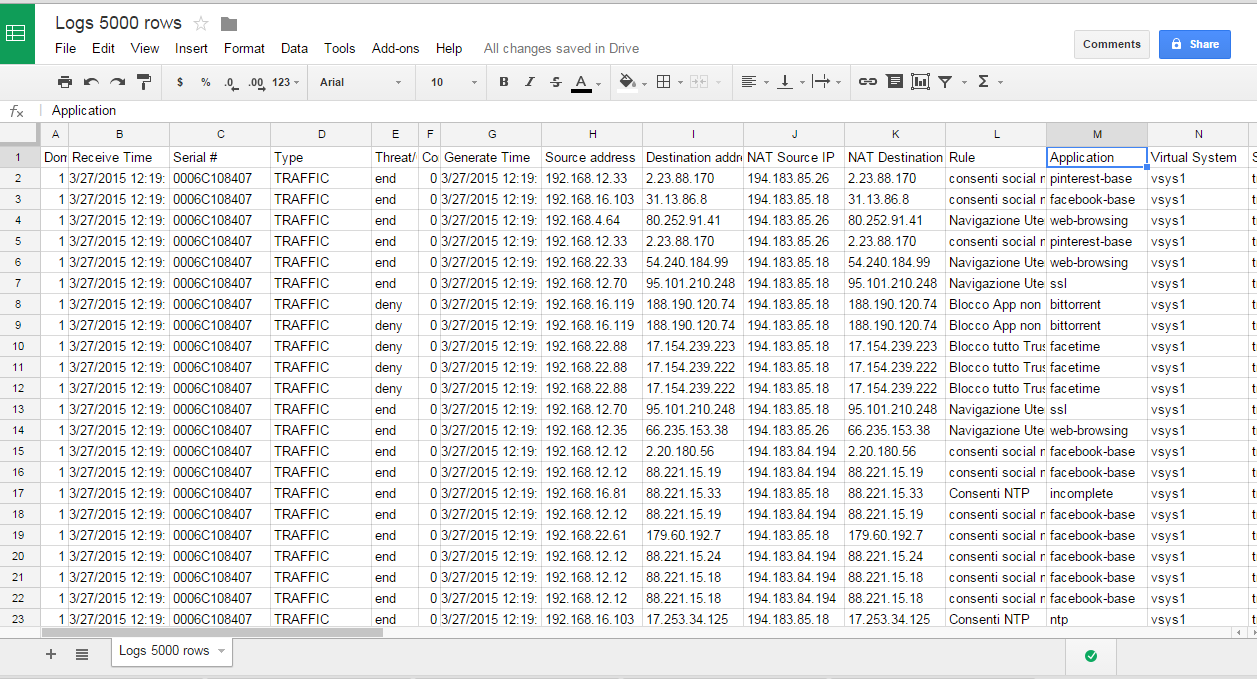 Logs 5000 rows
File Edit View Insert Format Data Tools Add-ons Help All changes saved in Drive
Comments Share
$ % .0 .00 123 Arial 10 B I S A Σ
fx Application
A B C D E F G H I J K L M N
1 Dom Receive Time Serial # Type Threat/ Co Generate Time Source address Destination addr NAT Source IP NAT Destination Rule Application Virtual System S
2 1 3/27/2015 12:19: 0006C108407 TRAFFIC end 0 3/27/2015 12:19: 192.168.12.33 2.23.88.170 194.183.85.26 2.23.88.170 consenti social pinterest-base vsys1 t
3 1 3/27/2015 12:19: 0006C108407 TRAFFIC end 0 3/27/2015 12:19: 192.168.16.103 31.13.86.8 194.183.85.18 31.13.86.8 consenti social facebook-base vsys1 t
4 1 3/27/2015 12:19: 0006C108407 TRAFFIC end 0 3/27/2015 12:19: 192.168.4.64 80.252.91.41 194.183.85.26 80.252.91.41 Navigazione Ute web-browsing vsys1 t
5 1 3/27/2015 12:19: 0006C108407 TRAFFIC end 0 3/27/2015 12:19: 192.168.12.33 2.23.88.170 194.183.85.26 2.23.88.170 consenti social pinterest-base vsys1 t
6 1 3/27/2015 12:19: 0006C108407 TRAFFIC end 0 3/27/2015 12:19: 192.168.22.33 54.240.184.99 194.183.85.18 54.240.184.99 Navigazione Ute web-browsing vsys1 t
7 1 3/27/2015 12:19: 0006C108407 TRAFFIC end 0 3/27/2015 12:19: 192.168.12.70 95.101.210.248 194.183.85.18 95.101.210.248 Navigazione Ute ssl vsys1 t
8 1 3/27/2015 12:19: 0006C108407 TRAFFIC deny 0 3/27/2015 12:19: 192.168.16.119 188.190.120.74 194.183.85.18 188.190.120.74 Blocco App non bittorrent vsys1 t
9 1 3/27/2015 12:19: 0006C108407 TRAFFIC deny 0 3/27/2015 12:19: 192.168.16.119 188.190.120.74 194.183.85.18 188.190.120.74 Blocco App non bittorrent vsys1 t
10 1 3/27/2015 12:19: 0006C108407 TRAFFIC deny 0 3/27/2015 12:19: 192.168.22.88 17.154.239.223 194.183.85.18 17.154.239.223 Blocco tutto Trus facetime vsys1 t
11 1 3/27/2015 12:19: 0006C108407 TRAFFIC deny 0 3/27/2015 12:19: 192.168.22.88 17.154.239.222 194.183.85.18 17.154.239.222 Blocco tutto Trus facetime vsys1 t
12 1 3/27/2015 12:19: 0006C108407 TRAFFIC deny 0 3/27/2015 12:19: 192.168.22.88 17.154.239.222 194.183.85.18 17.154.239.222 Blocco tutto Trus facetime vsys1 t
13 1 3/27/2015 12:19: 0006C108407 TRAFFIC end 0 3/27/2015 12:19: 192.168.12.70 95.101.210.248 194.183.85.18 95.101.210.248 Navigazione Ute ssl vsys1 t
14 1 3/27/2015 12:19: 0006C108407 TRAFFIC end 0 3/27/2015 12:19: 192.168.12.35 66.235.153.38 194.183.85.26 66.235.153.38 Navigazione Ute web-browsing vsys1 t
15 1 3/27/2015 12:19: 0006C108407 TRAFFIC end 0 3/27/2015 12:19: 192.168.12.12 2.20.180.56 194.183.84.194 2.20.180.56 consenti social facebook-base vsys1 t
16 1 3/27/2015 12:19: 0006C108407 TRAFFIC end 0 3/27/2015 12:19: 192.168.12.12 88.221.15.19 194.183.84.194 88.221.15.19 consenti social facebook-base vsys1 t
17 1 3/27/2015 12:19: 0006C108407 TRAFFIC end 0 3/27/2015 12:19: 192.168.16.81 88.221.15.33 194.183.85.18 88.221.15.33 Consenti NTP incomplete vsys1 t
18 1 3/27/2015 12:19: 0006C108407 TRAFFIC end 0 3/27/2015 12:19: 192.168.12.12 88.221.15.19 194.183.84.194 88.221.15.19 consenti social facebook-base vsys1 t
19 1 3/27/2015 12:19: 0006C108407 TRAFFIC end 0 3/27/2015 12:19: 192.168.22.61 179.60.192.7 194.183.85.18 179.60.192.7 consenti social facebook-base vsys1 t
20 1 3/27/2015 12:19: 0006C108407 TRAFFIC end 0 3/27/2015 12:19: 192.168.12.12 88.221.15.24 194.183.84.194 88.221.15.24 consenti social facebook-base vsys1 t
21 1 3/27/2015 12:19: 0006C108407 TRAFFIC end 0 3/27/2015 12:19: 192.168.12.12 88.221.15.18 194.183.84.194 88.221.15.18 consenti social facebook-base vsys1 t
22 1 3/27/2015 12:19: 0006C108407 TRAFFIC end 0 3/27/2015 12:19: 192.168.12.12 88.221.15.18 194.183.84.194 88.221.15.18 consenti social facebook-base vsys1 t
23 1 3/27/2015 12:19: 0006C108407 TRAFFIC end 0 3/27/2015 12:19: 192.168.16.103 17.253.34.125 194.183.85.18 17.253.34.125 Consenti NTP ntp vsys1 t
Logs 5000 rows